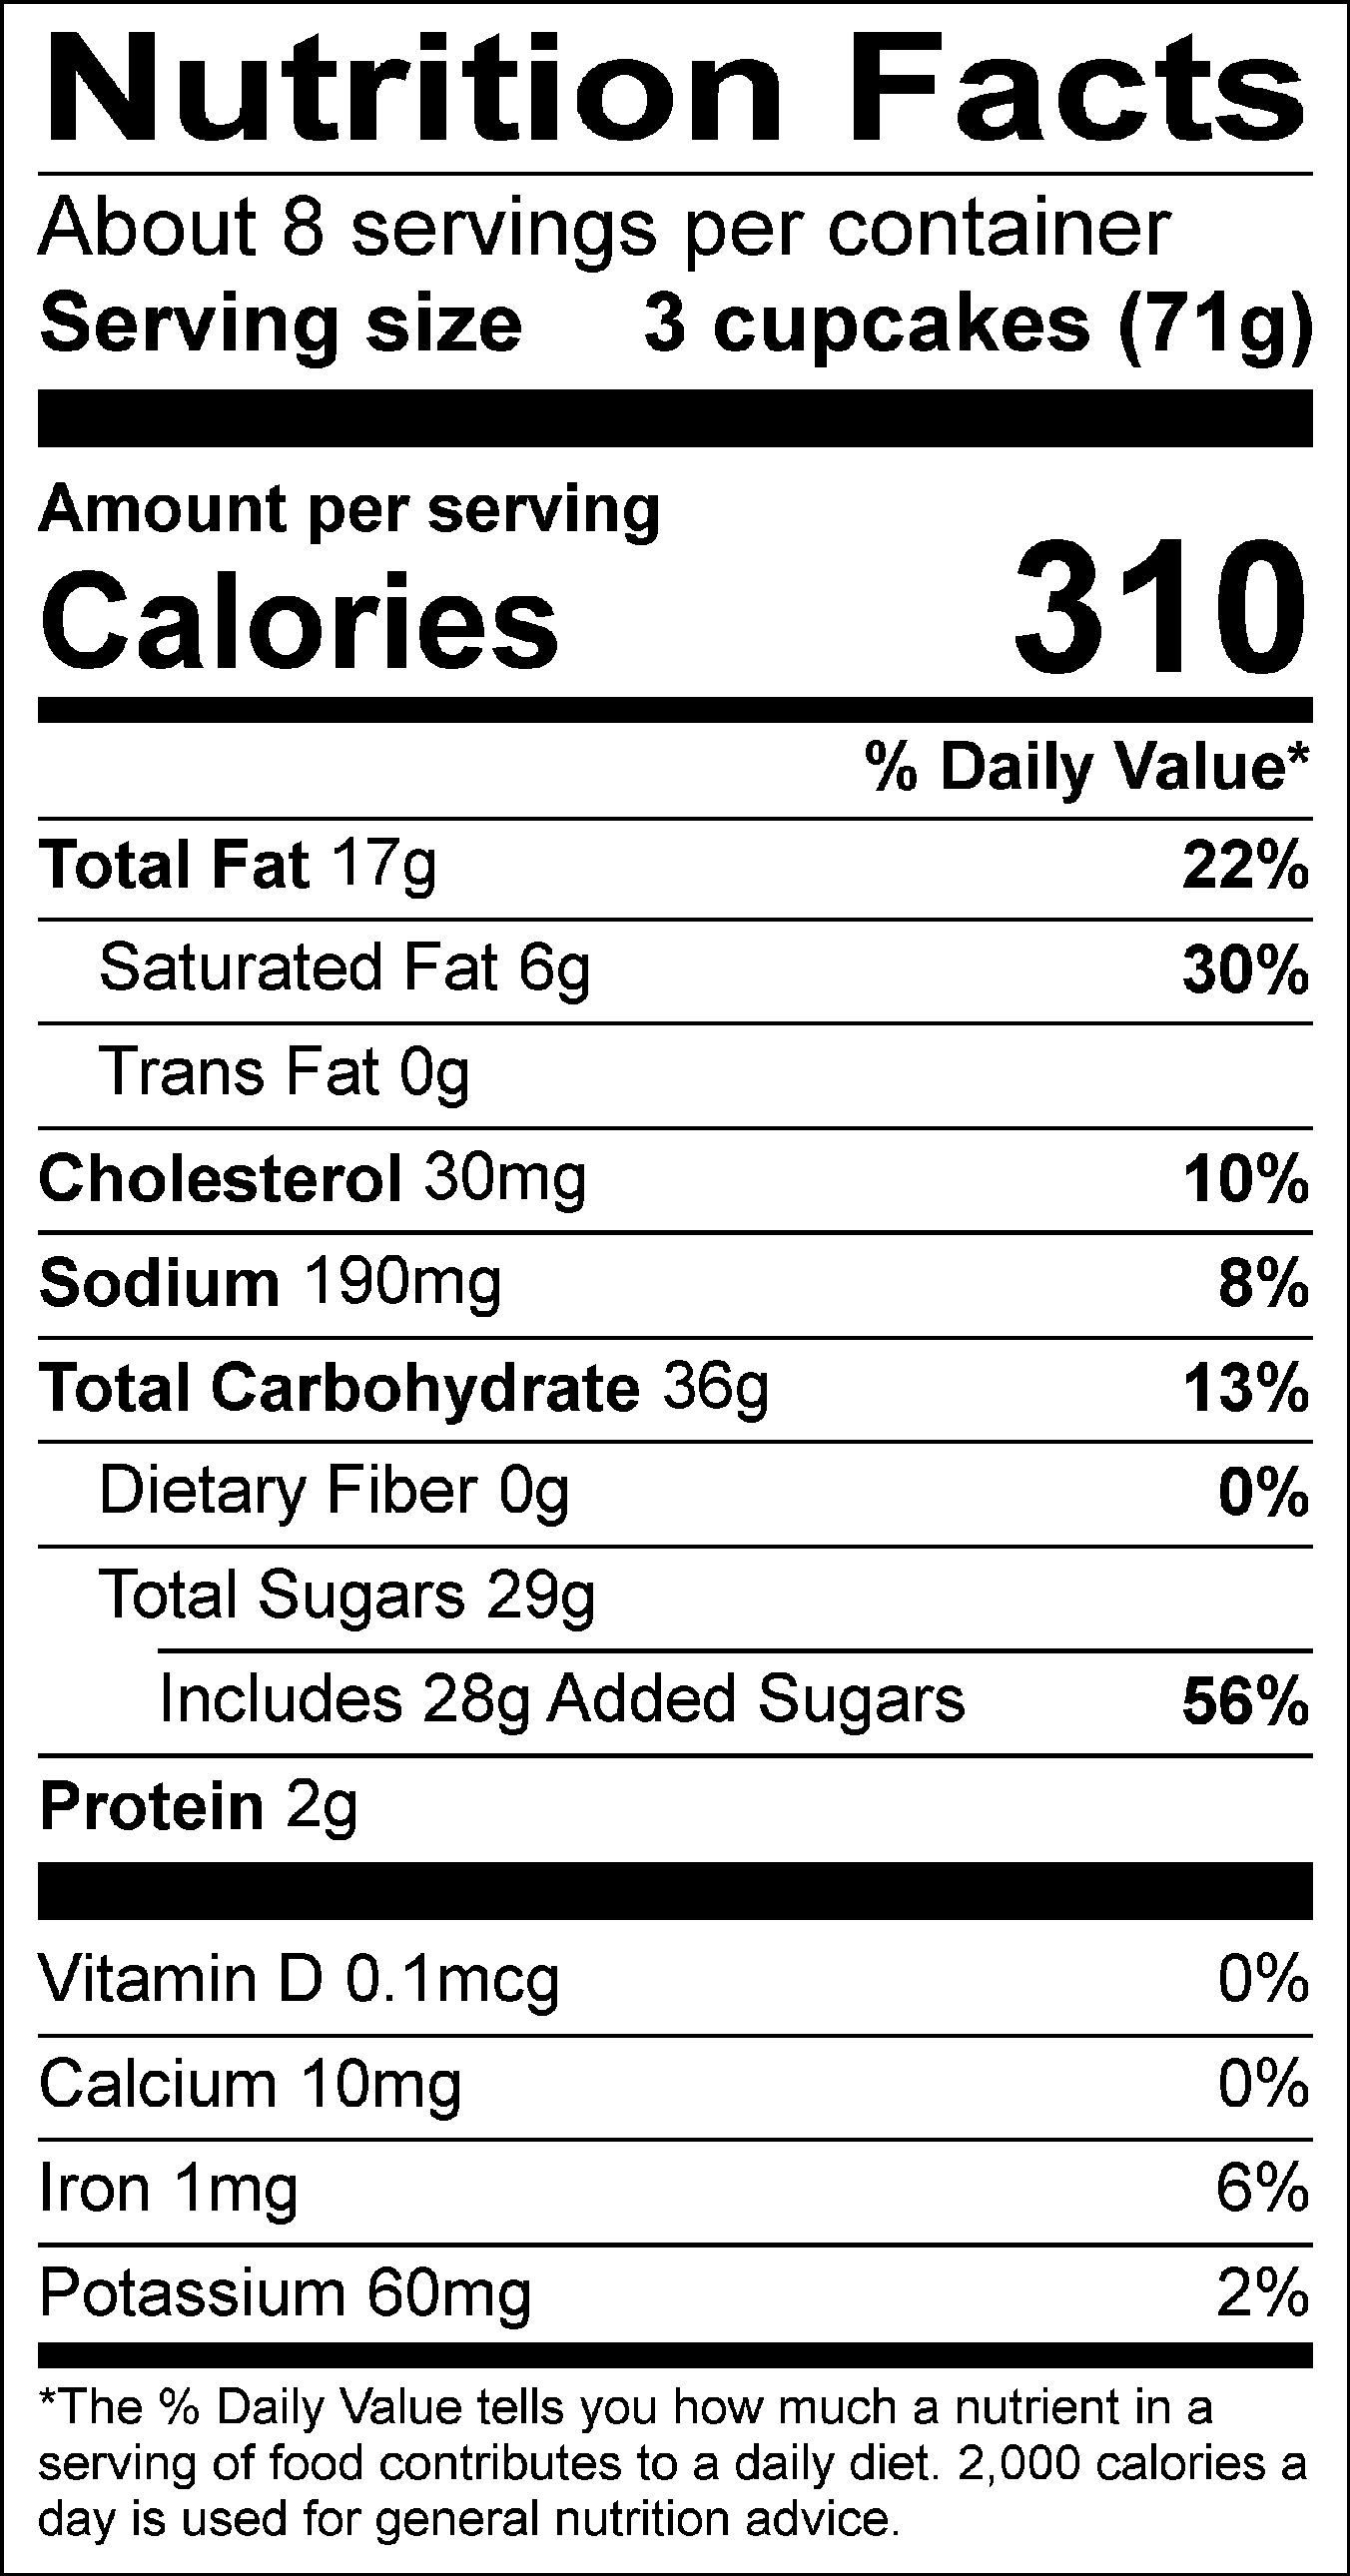 Nutrition Facts
About 8 servings per container
Serving size 3 cupcakes (71g)
Amount per serving
Calories 310
% Daily Value*
Total Fat 17g 22%
Saturated Fat 6g 30%
Trans Fat 0g
Cholesterol 30mg 10%
Sodium 190mg 8%
Total Carbohydrate 36g 13%
Dietary Fiber 0g 0%
Total Sugars 29g
Includes 28g Added Sugars 56%
Protein 2g
Vitamin D 0.1mcg 0%
Calcium 10mg 0%
Iron 1mg 6%
Potassium 60mg 2%
*The % Daily Value tells you how much a nutrient in a
serving of food contributes to a daily diet. 2,000 calories a
day is used for general nutrition advice.